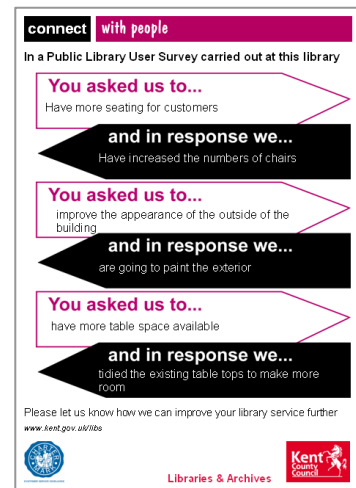 connect with people
In a Public Library User Survey carried out at this library
You asked us to...
Have more seating for customers
and in response we...
Have increased the numbers of chairs
You asked us to...
improve the appearance of the outside of the
building
and in response we...
are going to paint the exterior
You asked us to...
have more table space available
and in response we...
tidied the existing table tops to make more
room
Please let us know how we can improve your library service further
www.kent.gov.uk/libs
CHARTER
MARK
Libraries & Archives
Kent
County
Council